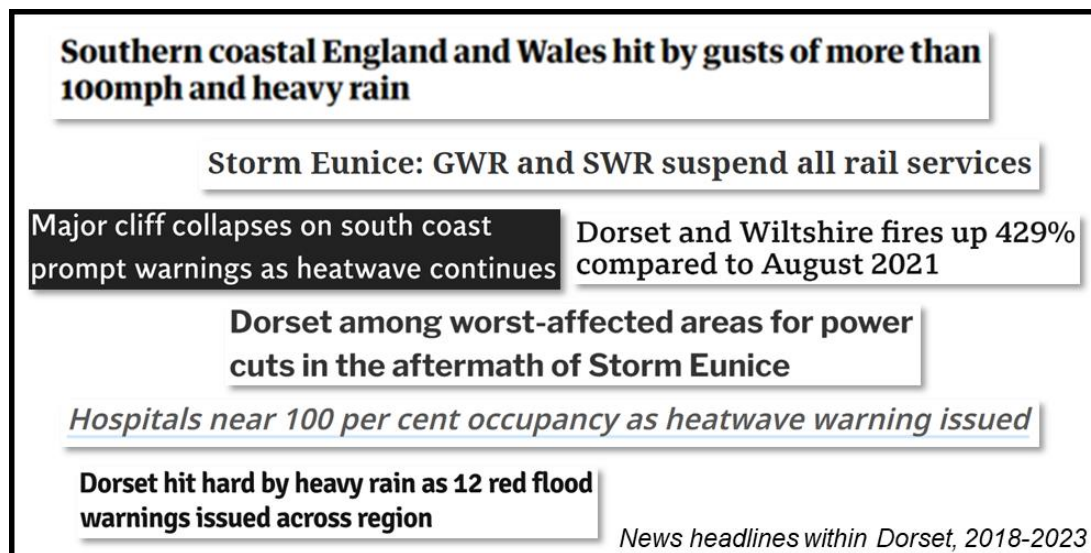 Southern coastal England and Wales hit by gusts of more than
100mph and heavy rain
Storm Eunice: GWR and SWR suspend all rail services
Major cliff collapses on south coast
prompt warnings as heatwave continues
Dorset and Wiltshire fires up 429%
compared to August 2021
Dorset among worst-affected areas for power
cuts in the aftermath of Storm Eunice
Hospitals near 100 per cent occupancy as heatwave warning issued
Dorset hit hard by heavy rain as 12 red flood
warnings issued across region
News headlines within Dorset, 2018-2023